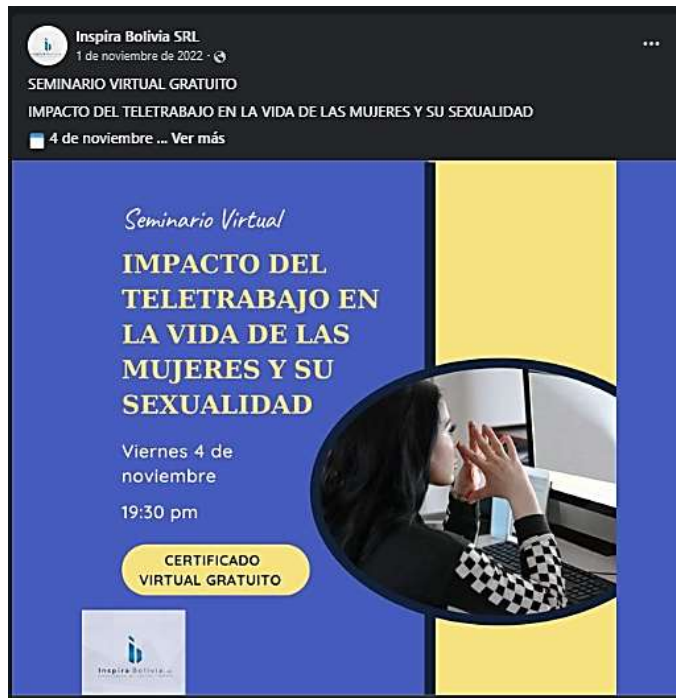 Inspira Bolivia SRL
1 de noviembre de 2022 ·
SEMINARIO VIRTUAL GRATUITO
IMPACTO DEL TELETRABAJO EN LA VIDA DE LAS MUJERES Y SU SEXUALIDAD
4 de noviembre ... Ver más
Seminario Virtual
IMPACTO DEL
TELETRABAJO EN
LA VIDA DE LAS
MUJERES Y SU
SEXUALIDAD
Viernes 4 de
noviembre
19:30 pm
CERTIFICADO
VIRTUAL GRATUITO
Inspira Bolivia